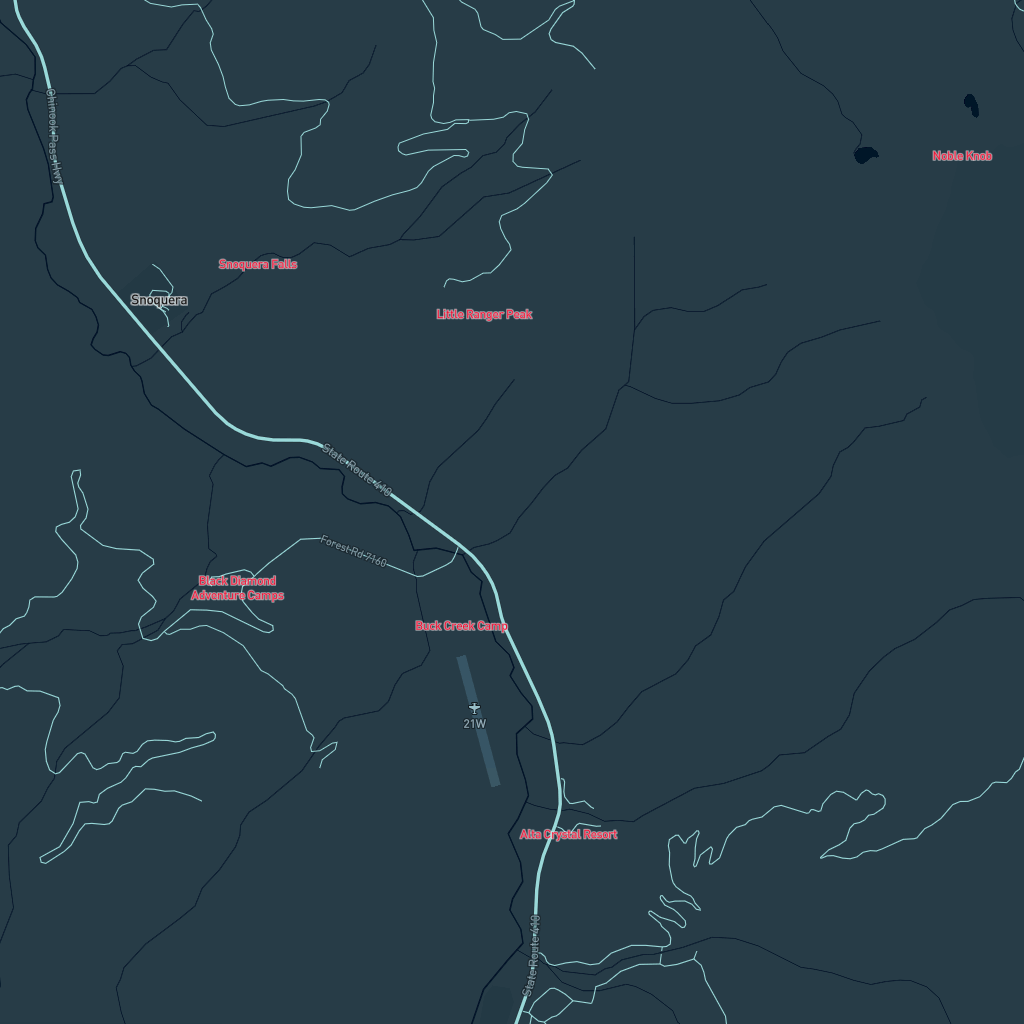 Chinook Pass Hwy
Noble Knob
Snoquera Falls
Snoquera
Little Ranger Peak
State Route 410
Forest Rd 7160
Black Diamond
Adventure Camps
Buck Creek Camp
21W
Alta Crystal Resort
State Route 410